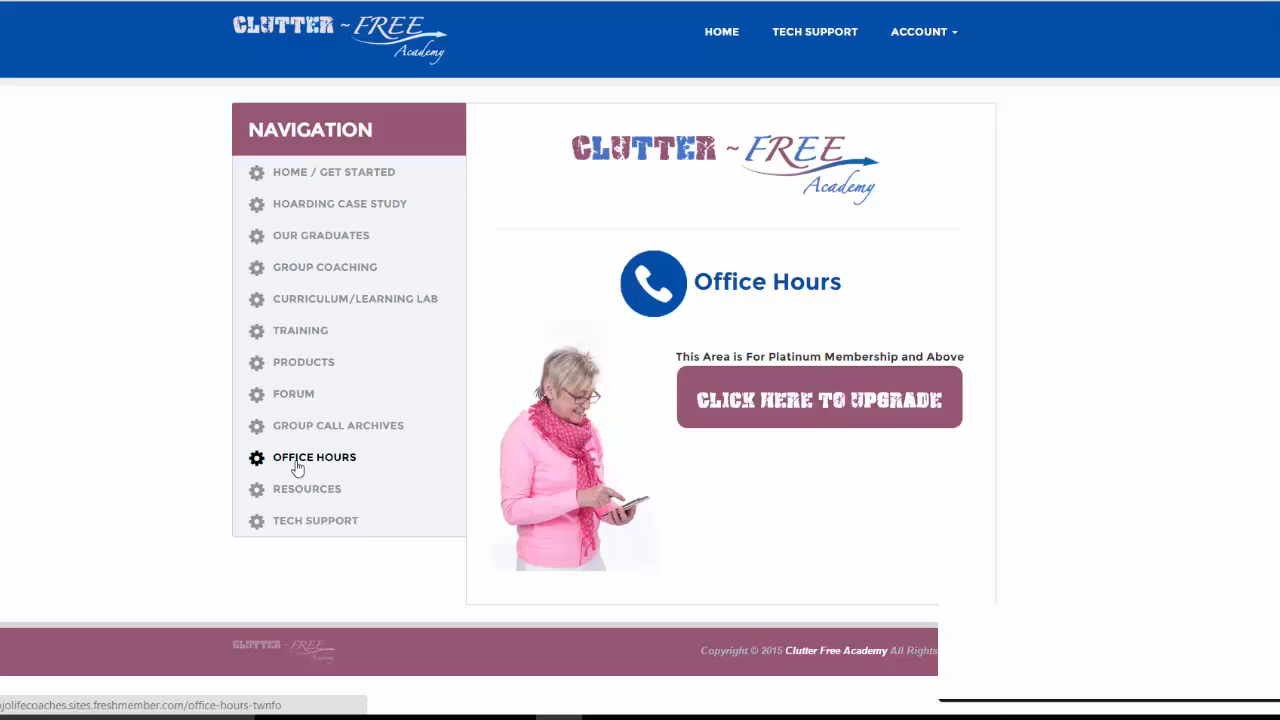 CLUTTER ~ FREE
Academy
HOME TECH SUPPORT ACCOUNT
NAVIGATION
HOME / GET STARTED
HOARDING CASE STUDY
OUR GRADUATES
GROUP COACHING
CURRICULUM/LEARNING LAB
TRAINING
PRODUCTS
FORUM
GROUP CALL ARCHIVES
OFFICE HOURS
RESOURCES
TECH SUPPORT
CLUTTER ~ FREE
Academy
Office Hours
This Area is For Platinum Membership and Above
CLICK HERE TO UPGRADE
CLUTTER ~ FREE
Academy
Copyright © 2015 Clutter Free Academy All Rights
jolifecoaches.sites.freshmember.com/office-hours-twnfo